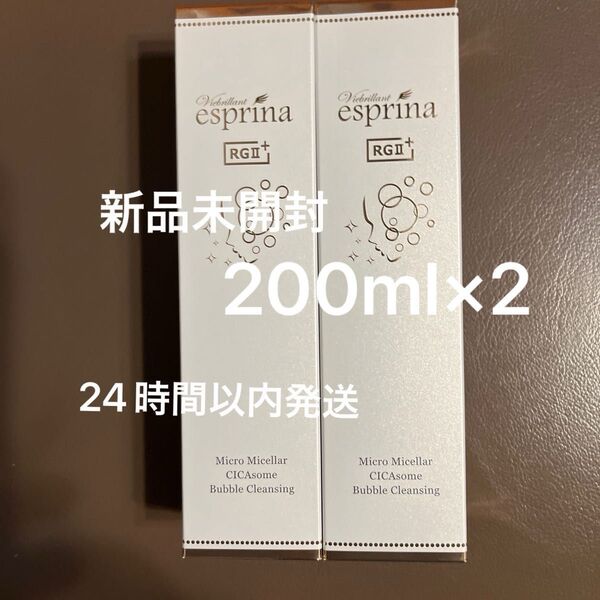 Viebrillant
esprina
RGⅡ+
Viebrillant
esprina
RGⅡ+
新品未開封
200ml×2
24時間以内発送
Micro Micellar
CICAsome
Bubble Cleansing
Micro Micellar
CICAsome
Bubble Cleansing